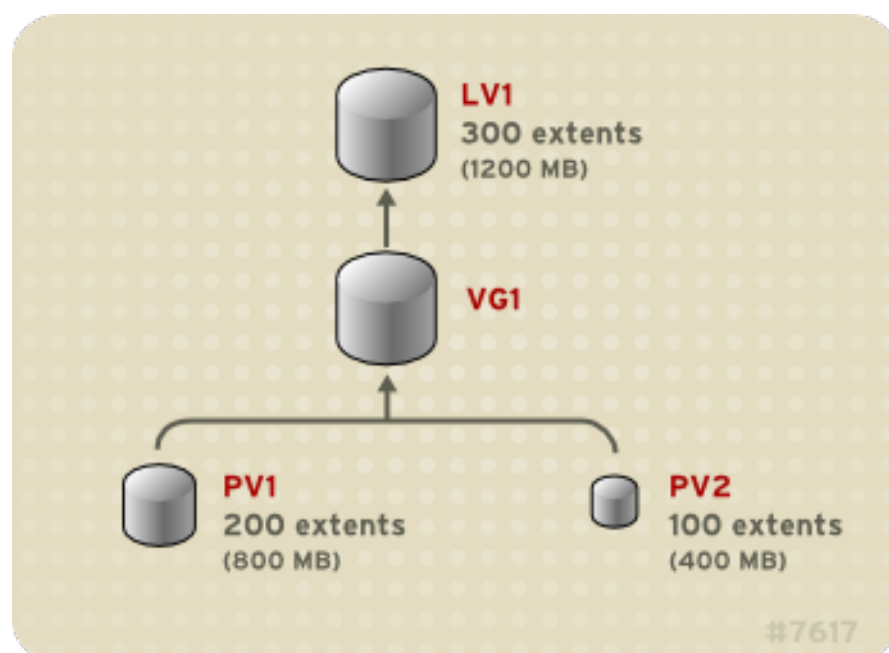 LV1
300 extents
(1200 MB)
VG1
PV1
200 extents
(800 MB)
PV2
100 extents
(400 MB)
#7617